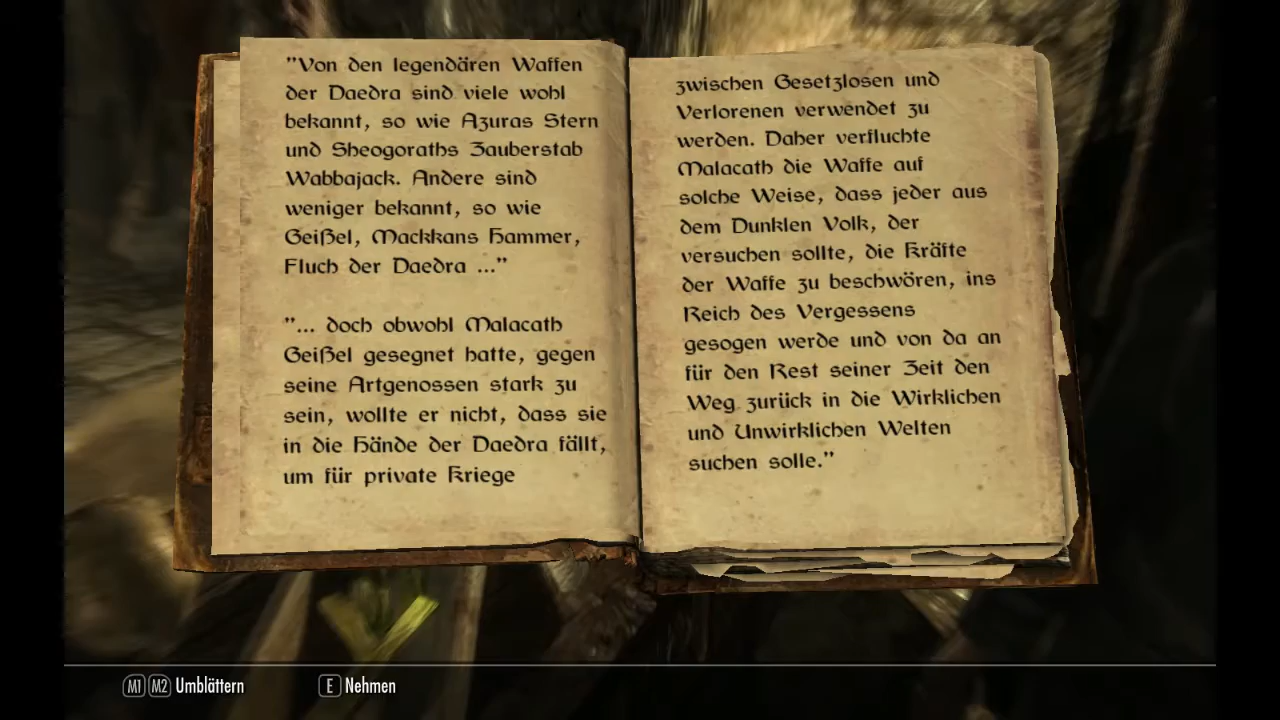 "Von den legendären Waffen
der Daedra sind viele wohl
bekannt, so wie Azuras Stern
und Sheogoraths Zauberstab
Wabbajack. Andere sind
weniger bekannt, so wie
Geißel, Mackkans Hammer,
Fluch der Daedra ..."
"... doch obwohl Malacath
Geißel gesegnet hatte, gegen
seine Artgenossen stark zu
sein, wollte er nicht, dass sie
in die Hände der Daedra fällt,
um für private Kriege
zwischen Gesetzlosen und
Verlorenen verwendet zu
werden. Daher verfluchte
Malacath die Waffe auf
solche Weise, dass jeder aus
dem Dunklen Volk, der
versuchen sollte, die Kräfte
der Waffe zu beschwören, ins
Reich des Vergessens
gesogen werde und von da an
für den Rest seiner Zeit den
Weg zurück in die Wirklichen
und Unwirklichen Welten
suchen solle."
M1 M2 Umblättern E Nehmen